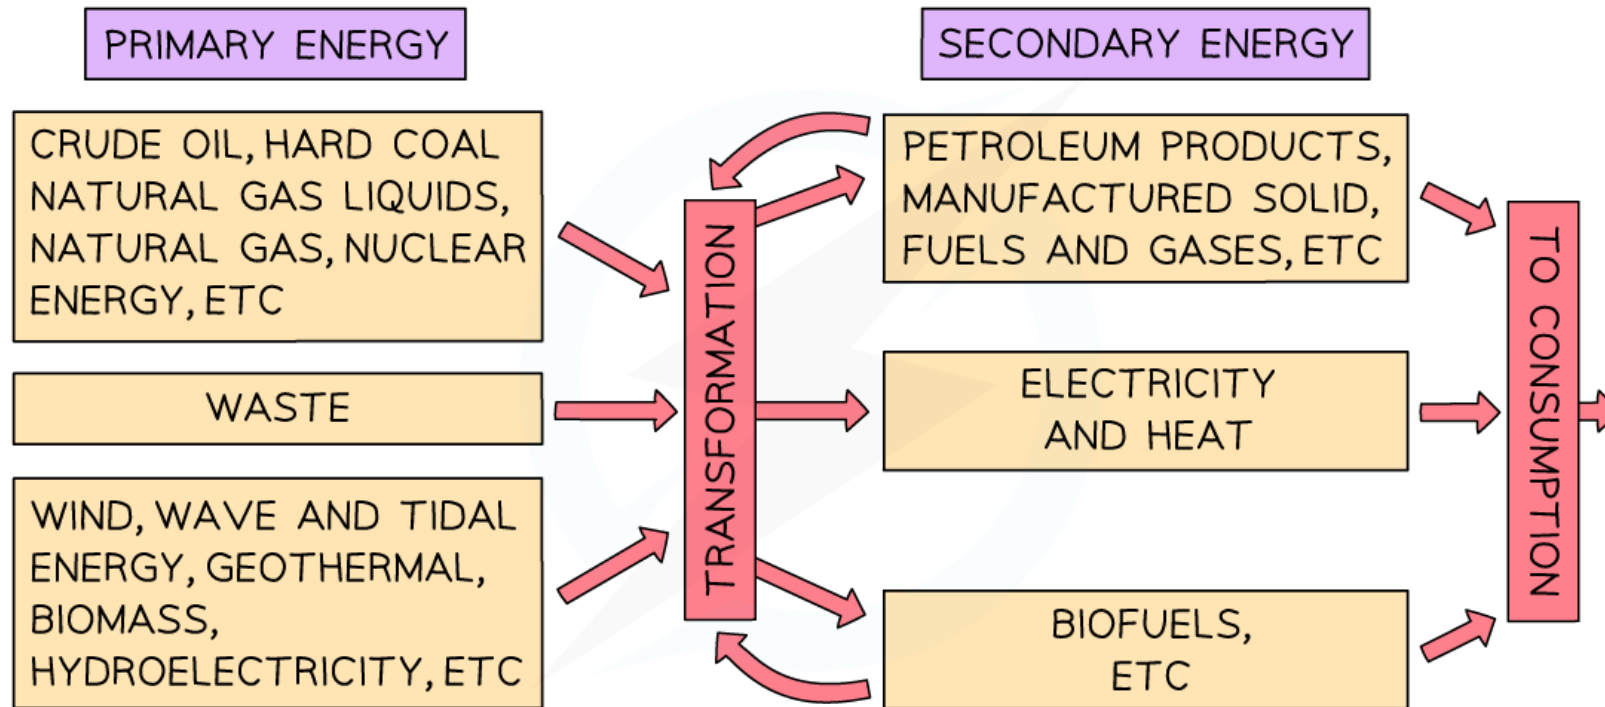 PRIMARY ENERGY
SECONDARY ENERGY
CRUDE OIL, HARD COAL
NATURAL GAS LIQUIDS,
NATURAL GAS, NUCLEAR
ENERGY, ETC
WASTE
WIND, WAVE AND TIDAL
ENERGY, GEOTHERMAL,
BIOMASS,
HYDROELECTRICITY, ETC
TRANSFORMATION
PETROLEUM PRODUCTS,
MANUFACTURED SOLID,
FUELS AND GASES, ETC
ELECTRICITY
AND HEAT
BIOFUELS,
ETC
TO CONSUMPTION